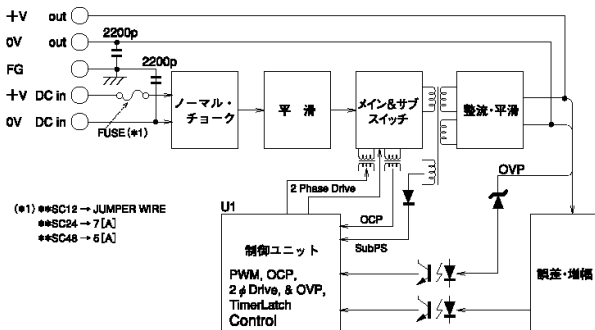 +V out
0V out
2200p
2200p
FG
+V DC in
0V DC in
FUSE(*1)
ノーマル・
チョーク
平 滑
メイン&サブ
スイッチ
整流・平滑
OVP
2 Phase Drive
OCP
SubPS
(*1) **SC12→JUMPER WIRE
**SC24→7[A]
**SC48→5[A]
U1
制御ユニット
PWM, OCP,
2φDrive, & OVP,
TimerLatch
Control
誤差・増幅